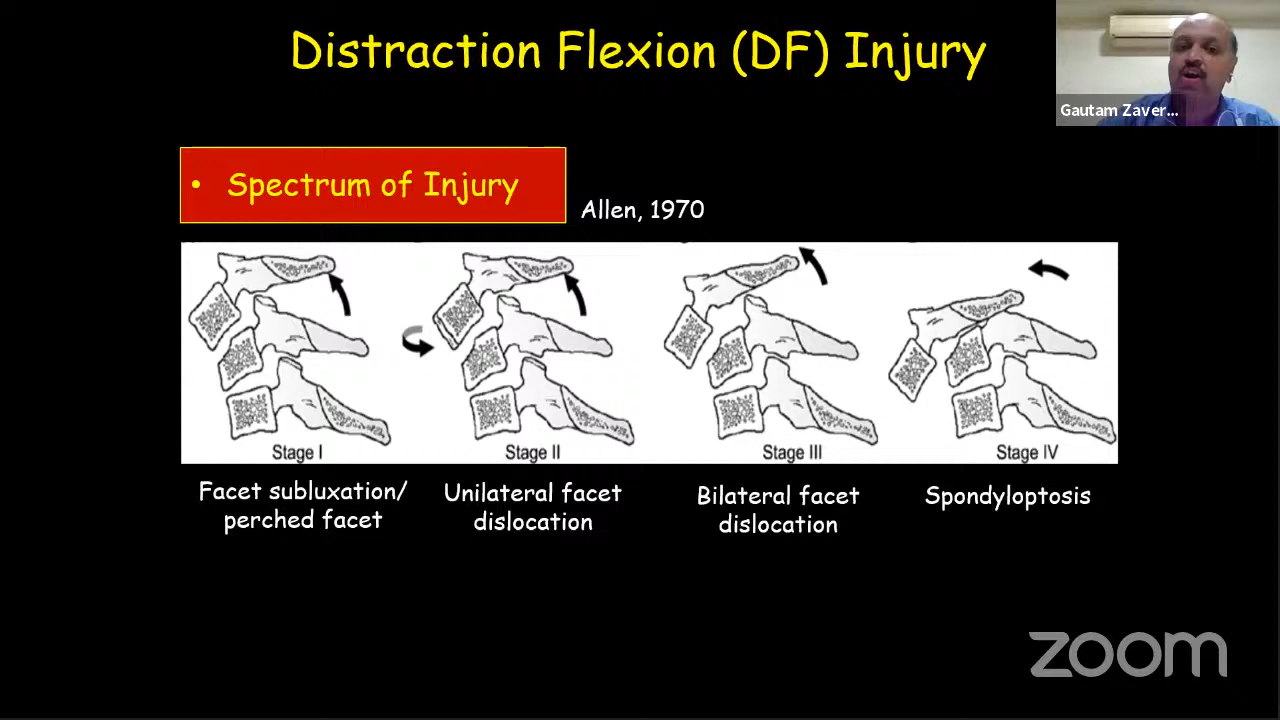 Distraction Flexion (DF) Injury
Gautam Zaver...
• Spectrum of Injury
Allen, 1970
Stage I
Stage II
Stage III
Stage IV
Facet subluxation/
perched facet
Unilateral facet
dislocation
Bilateral facet
dislocation
Spondyloptosis
zoom